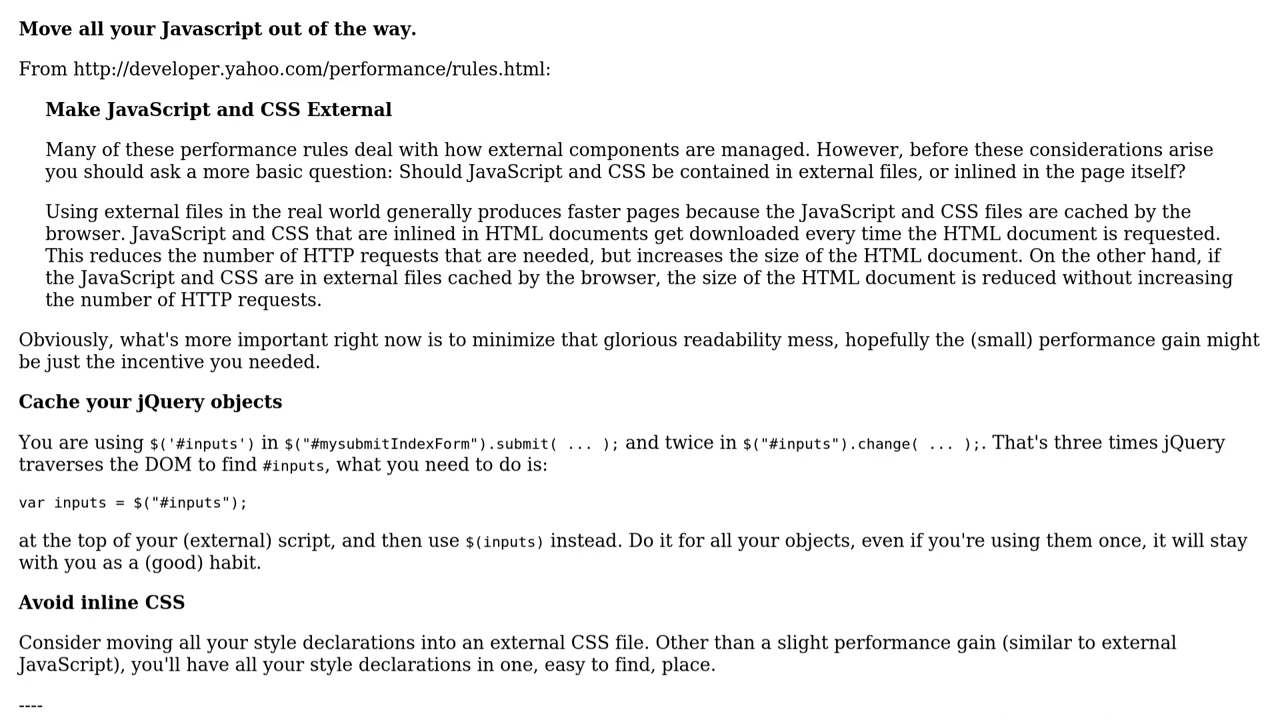 Move all your Javascript out of the way.
From http://developer.yahoo.com/performance/rules.html:
Make JavaScript and CSS External
Many of these performance rules deal with how external components are managed. However, before these considerations arise
you should ask a more basic question: Should JavaScript and CSS be contained in external files, or inlined in the page itself?
Using external files in the real world generally produces faster pages because the JavaScript and CSS files are cached by the
browser. JavaScript and CSS that are inlined in HTML documents get downloaded every time the HTML document is requested.
This reduces the number of HTTP requests that are needed, but increases the size of the HTML document. On the other hand, if
the JavaScript and CSS are in external files cached by the browser, the size of the HTML document is reduced without increasing
the number of HTTP requests.
Obviously, what's more important right now is to minimize that glorious readability mess, hopefully the (small) performance gain might
be just the incentive you needed.
Cache your jQuery objects
You are using $('#inputs') in $("#mysubmitIndexForm").submit( ... ); and twice in $("#inputs").change( ... );. That's three times jQuery
traverses the DOM to find #inputs, what you need to do is:
var inputs = $("#inputs");
at the top of your (external) script, and then use $(inputs) instead. Do it for all your objects, even if you're using them once, it will stay
with you as a (good) habit.
Avoid inline CSS
Consider moving all your style declarations into an external CSS file. Other than a slight performance gain (similar to external
JavaScript), you'll have all your style declarations in one, easy to find, place.
----